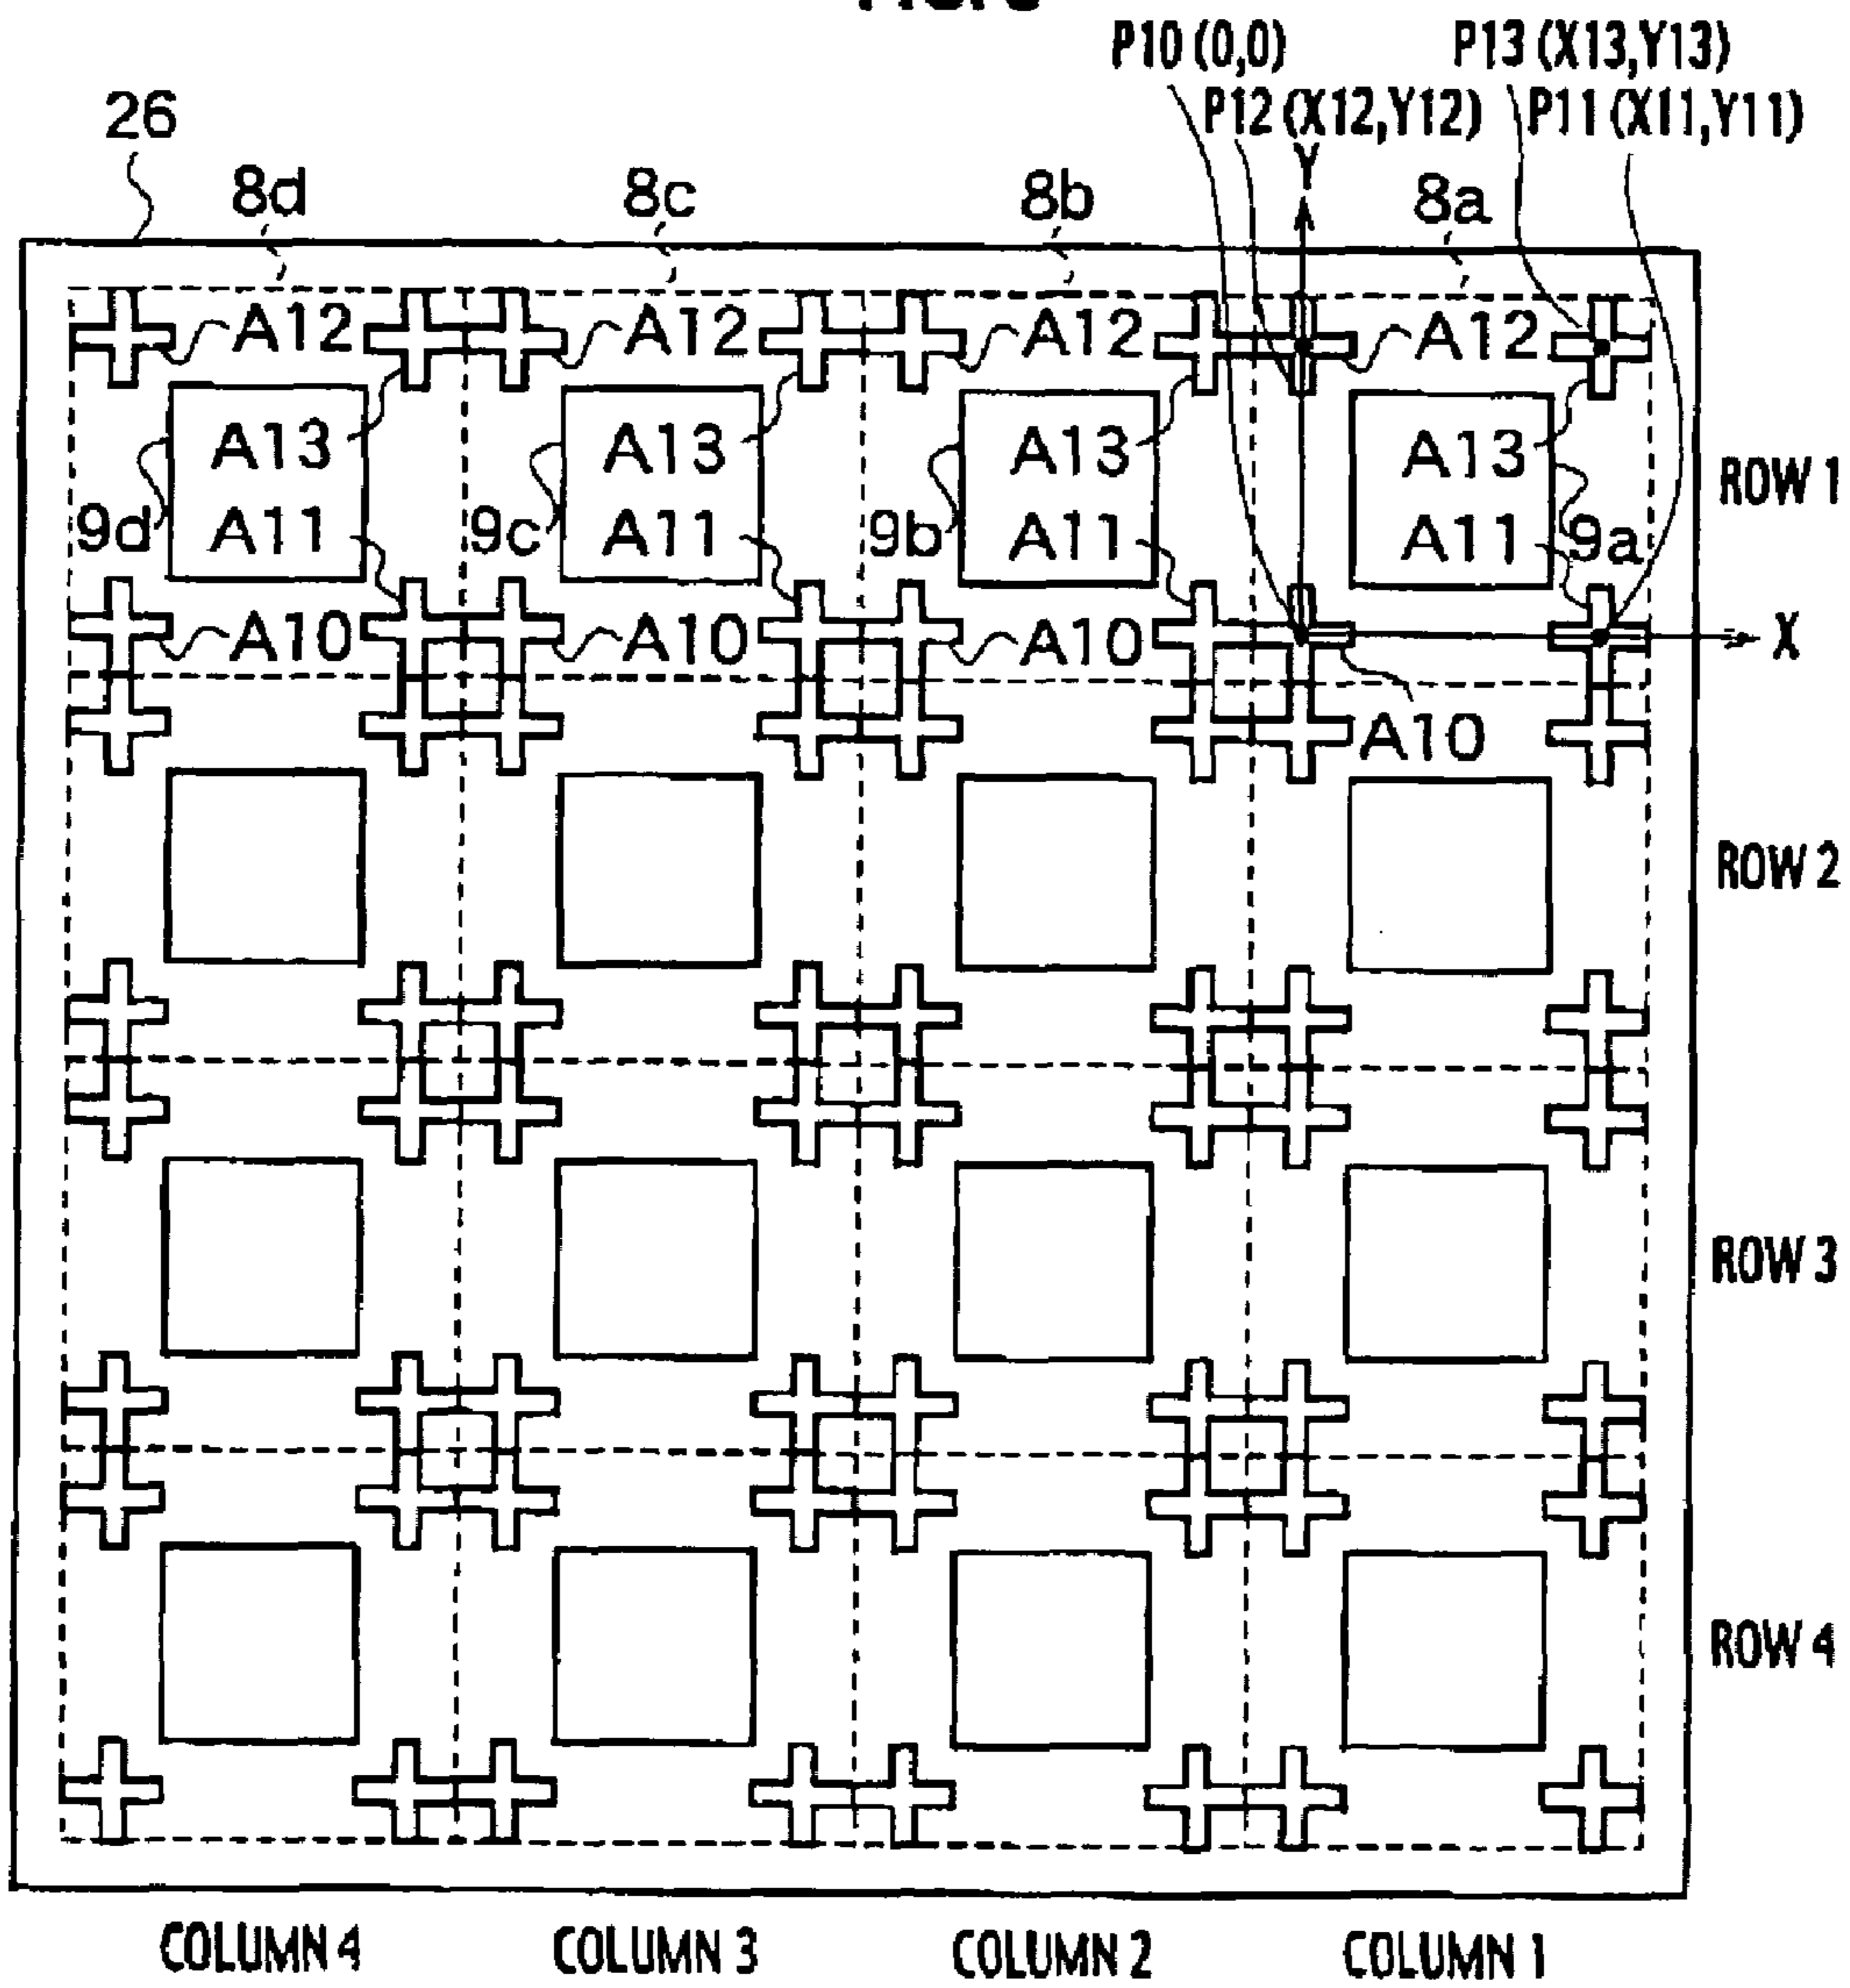 P10 (0,0) P13 (X13,Y13)
26 P12 (X12,Y12) P11 (X11,Y11)
Y
8d 8c 8b 8a
A12 A12 A12 A12
A13 A13 A13 A13
ROW 1
9d A11 9c A11 9b A11 A11 9a
A10 A10 A10 X
A10
ROW 2
ROW 3
ROW 4
COLUMN 4 COLUMN 3 COLUMN 2 COLUMN 1